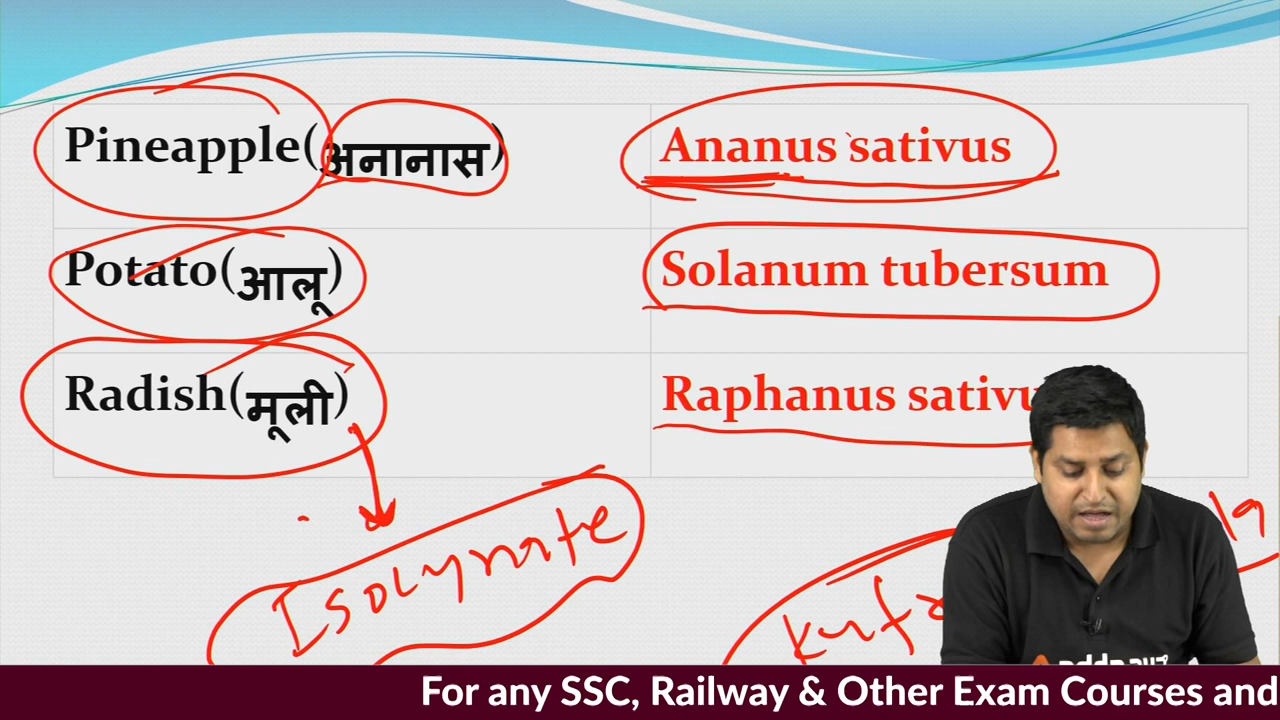 Pineapple(अनानास)
Ananus sativus
Potato(आलू)
Solanum tubersum
Radish(मूली)
Raphanus sativu
Isolynate
For any SSC, Railway & Other Exam Courses and